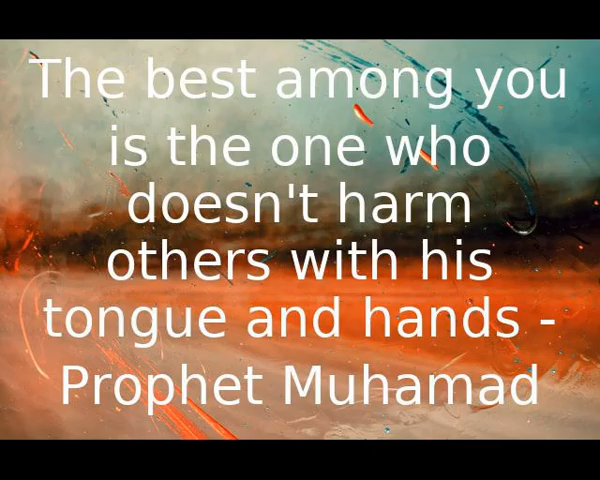 The best among you
is the one who
doesn't harm
others with his
tongue and hands -
Prophet Muhamad